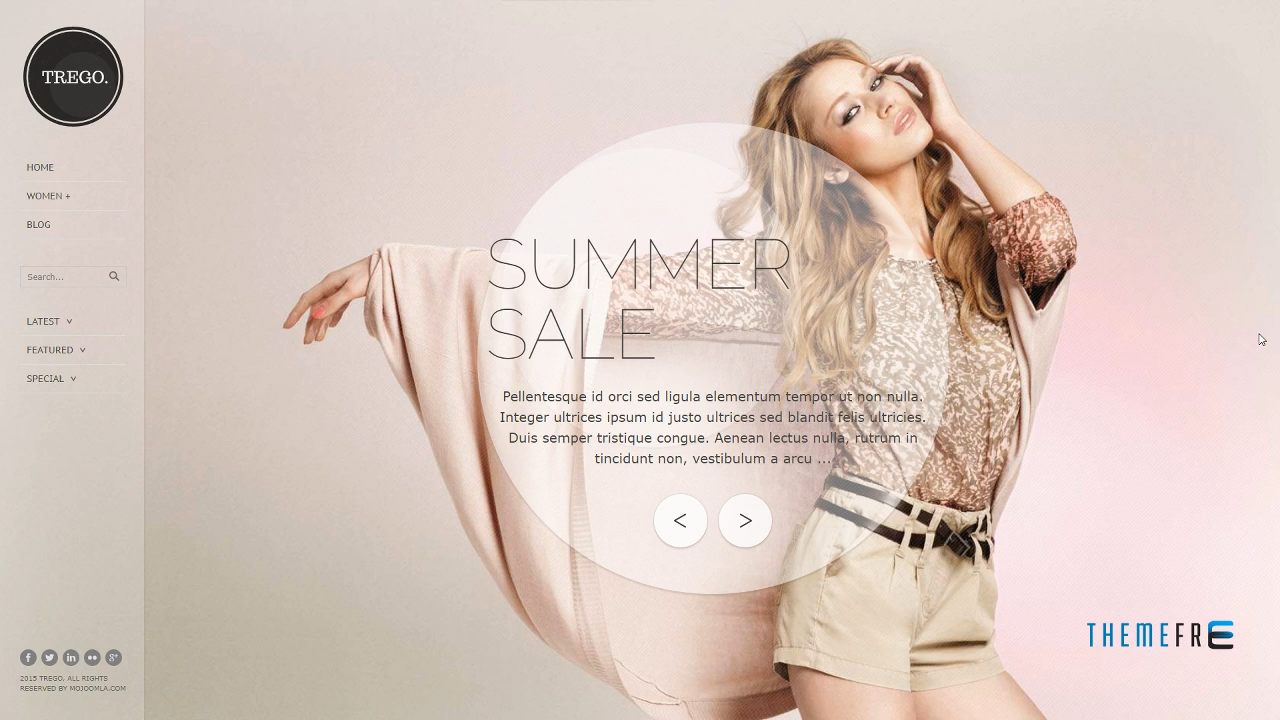 TREGO.
HOME
WOMEN +
BLOG
Search...
LATEST
FEATURED
SPECIAL
SUMMER
SALE
Pellentesque id orci sed ligula elementum tempor ut non nulla.
Integer ultrices ipsum id justo ultrices sed blandit felis ultricies.
Duis semper tristique congue. Aenean lectus nulla, rutrum in
tincidunt non, vestibulum a arcu ...
< >
THEMEFRE
2015 TREGO. ALL RIGHTS
RESERVED BY MOJOOMLA.COM